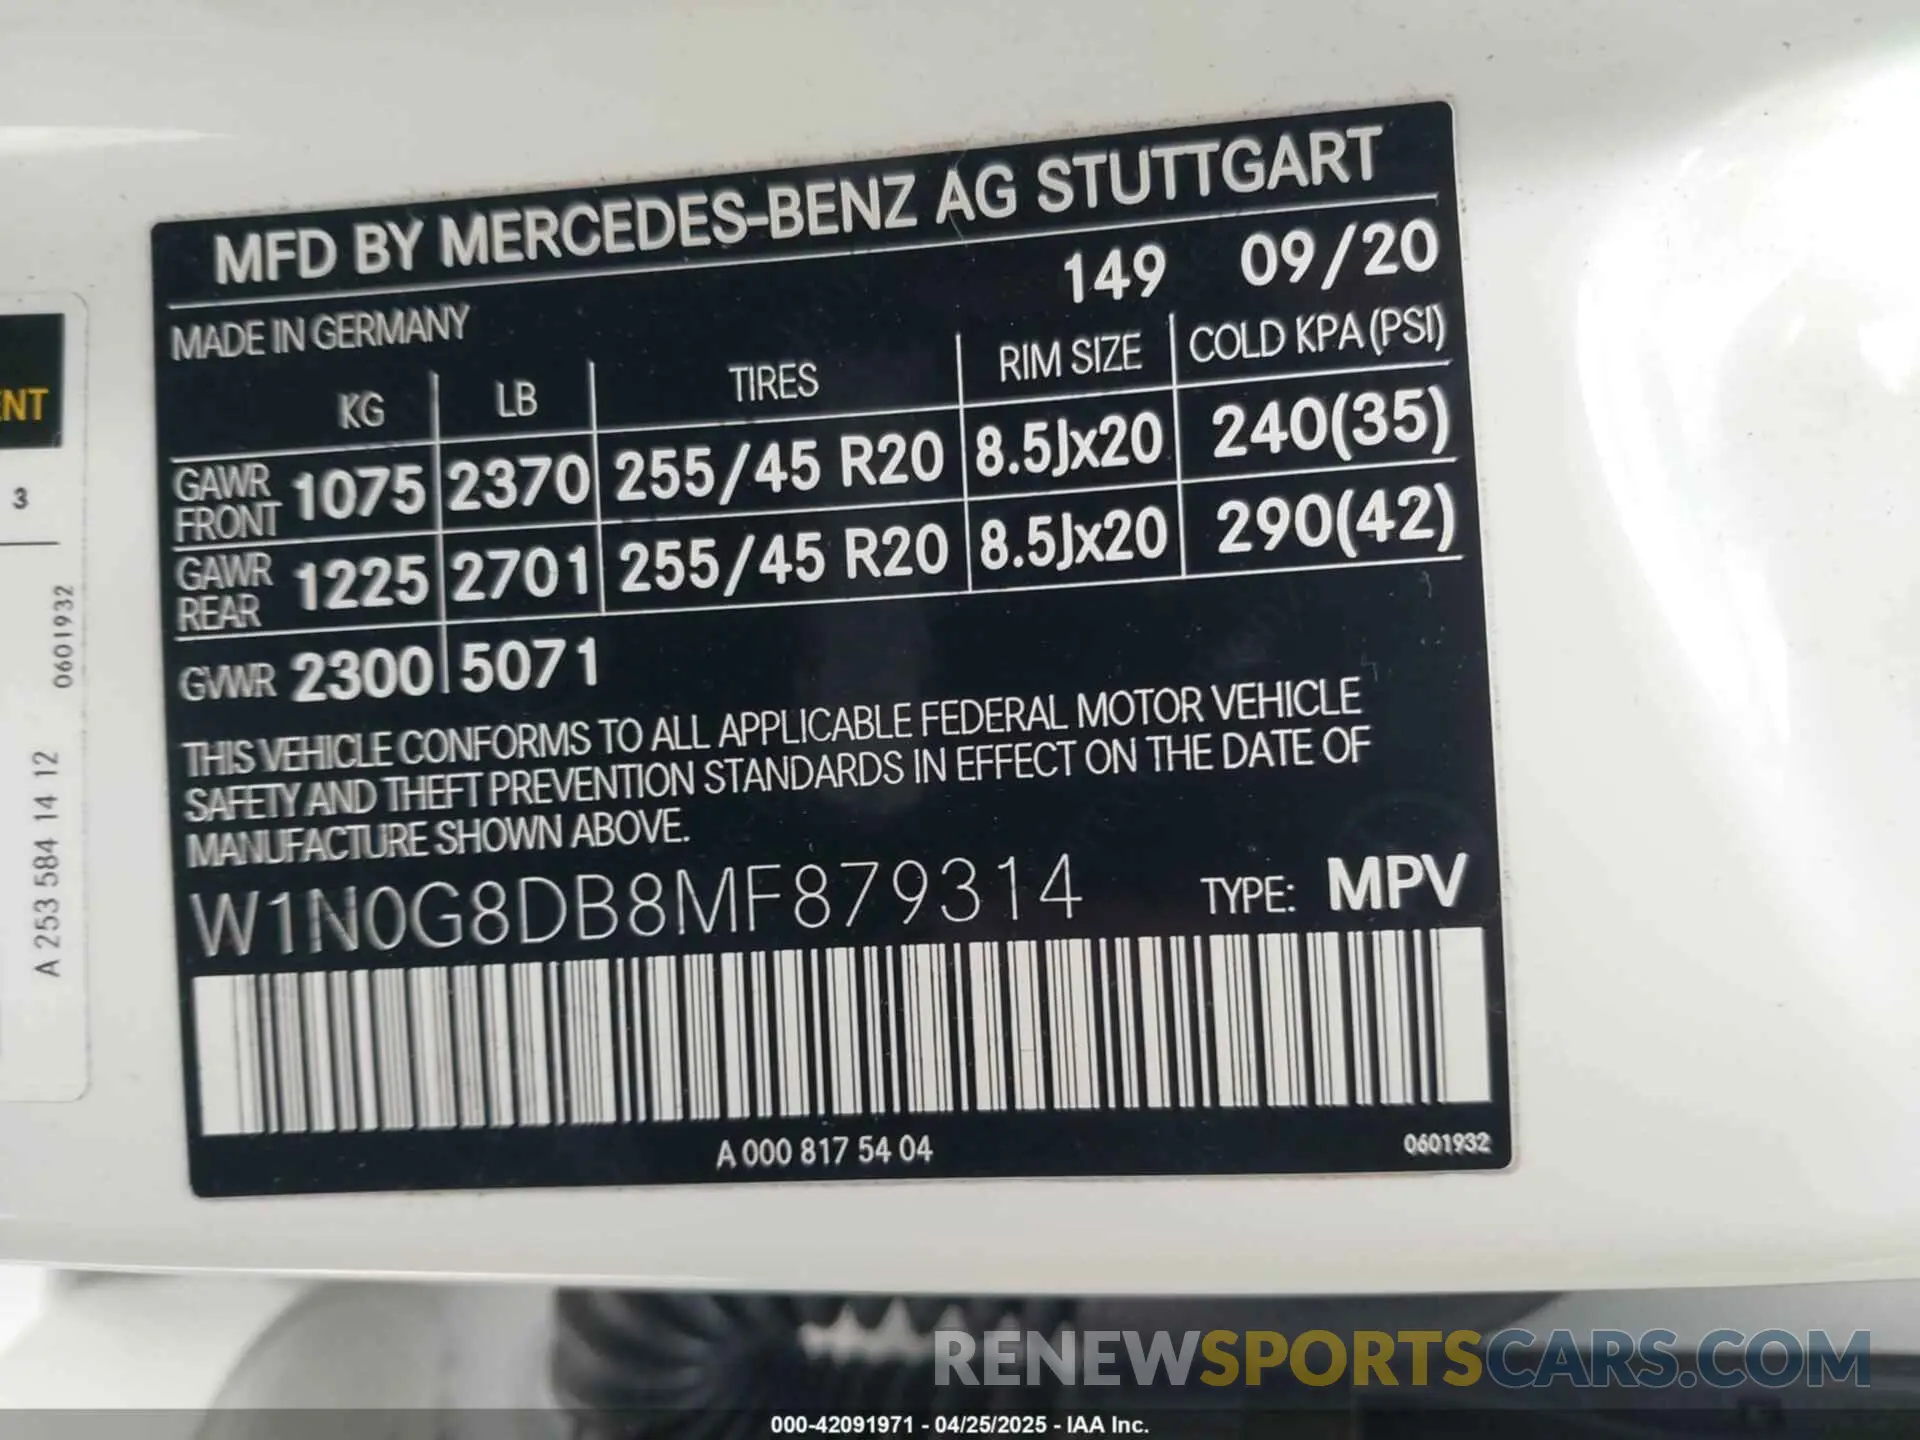 MFD BY MERCEDES-BENZ AG STUTTGART
149 09/20
MADE IN GERMANY
KG LB TIRES RIM SIZE COLD KPA (PSI)
GAWR FRONT 1075 2370 255/45 R20 8.5Jx20 240(35)
GAWR REAR 1225 2701 255/45 R20 8.5Jx20 290(42)
GVWR 2300 5071
THIS VEHICLE CONFORMS TO ALL APPLICABLE FEDERAL MOTOR VEHICLE
SAFETY AND THEFT PREVENTION STANDARDS IN EFFECT ON THE DATE OF
MANUFACTURE SHOWN ABOVE.
W1N0G8DB8MF879314 TYPE: MPV
A 000 817 54 04 0601932
ENT
3
A 253 584 14 12 0601932
RENEWSPORTSCARS.COM
000-42091971 - 04/25/2025 - IAA Inc.